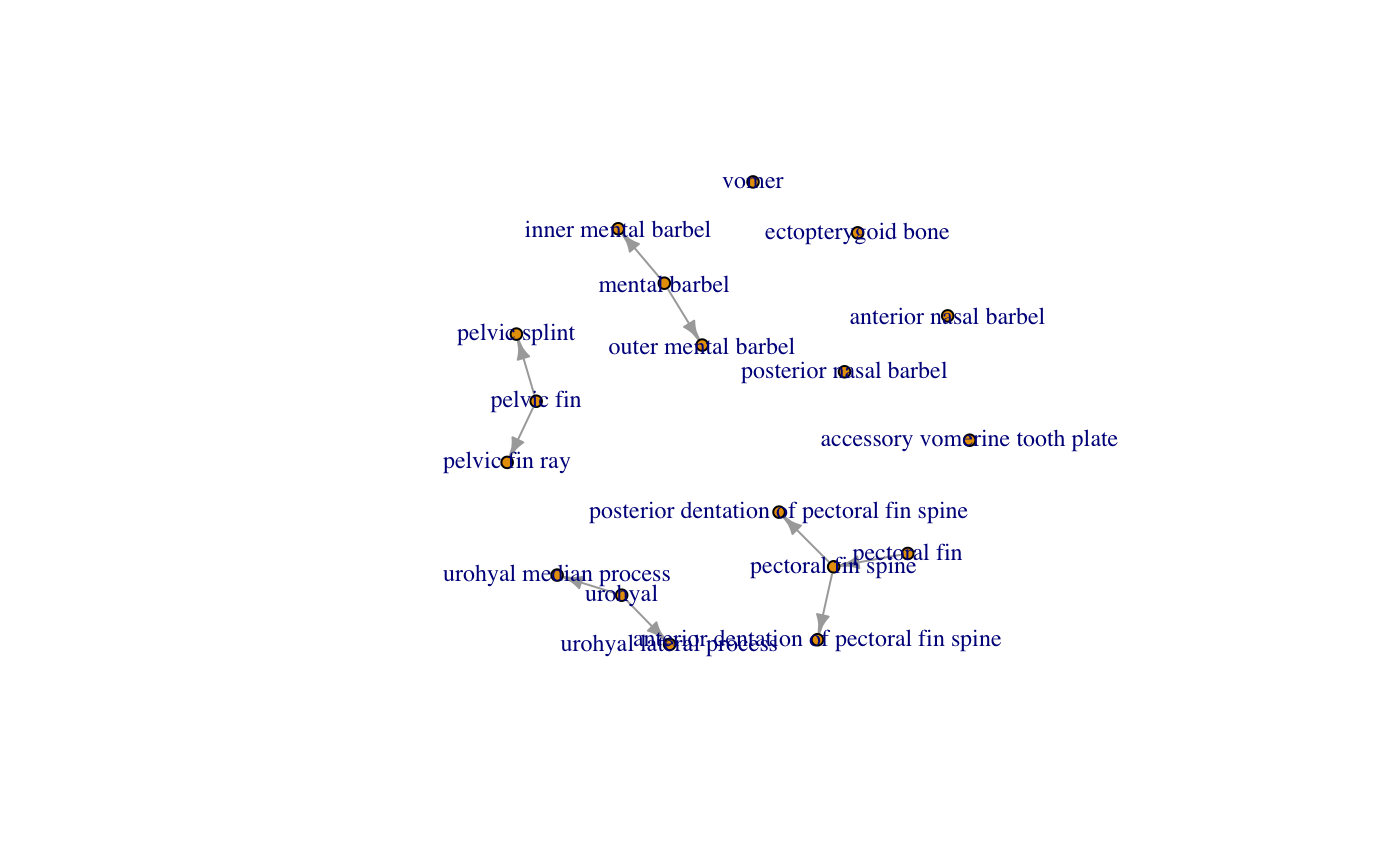 vomer
inner mental barbel
ectopterygoid bone
mental barbel
anterior nasal barbel
pelvic splint
outer mental barbel
posterior nasal barbel
pelvic fin
accessory vomerine tooth plate
pelvic fin ray
posterior dentation of pectoral fin spine
pectoral fin
pectoral fin spine
urohyal median process
urohyal
anterior dentation of pectoral fin spine
urohyal lateral process